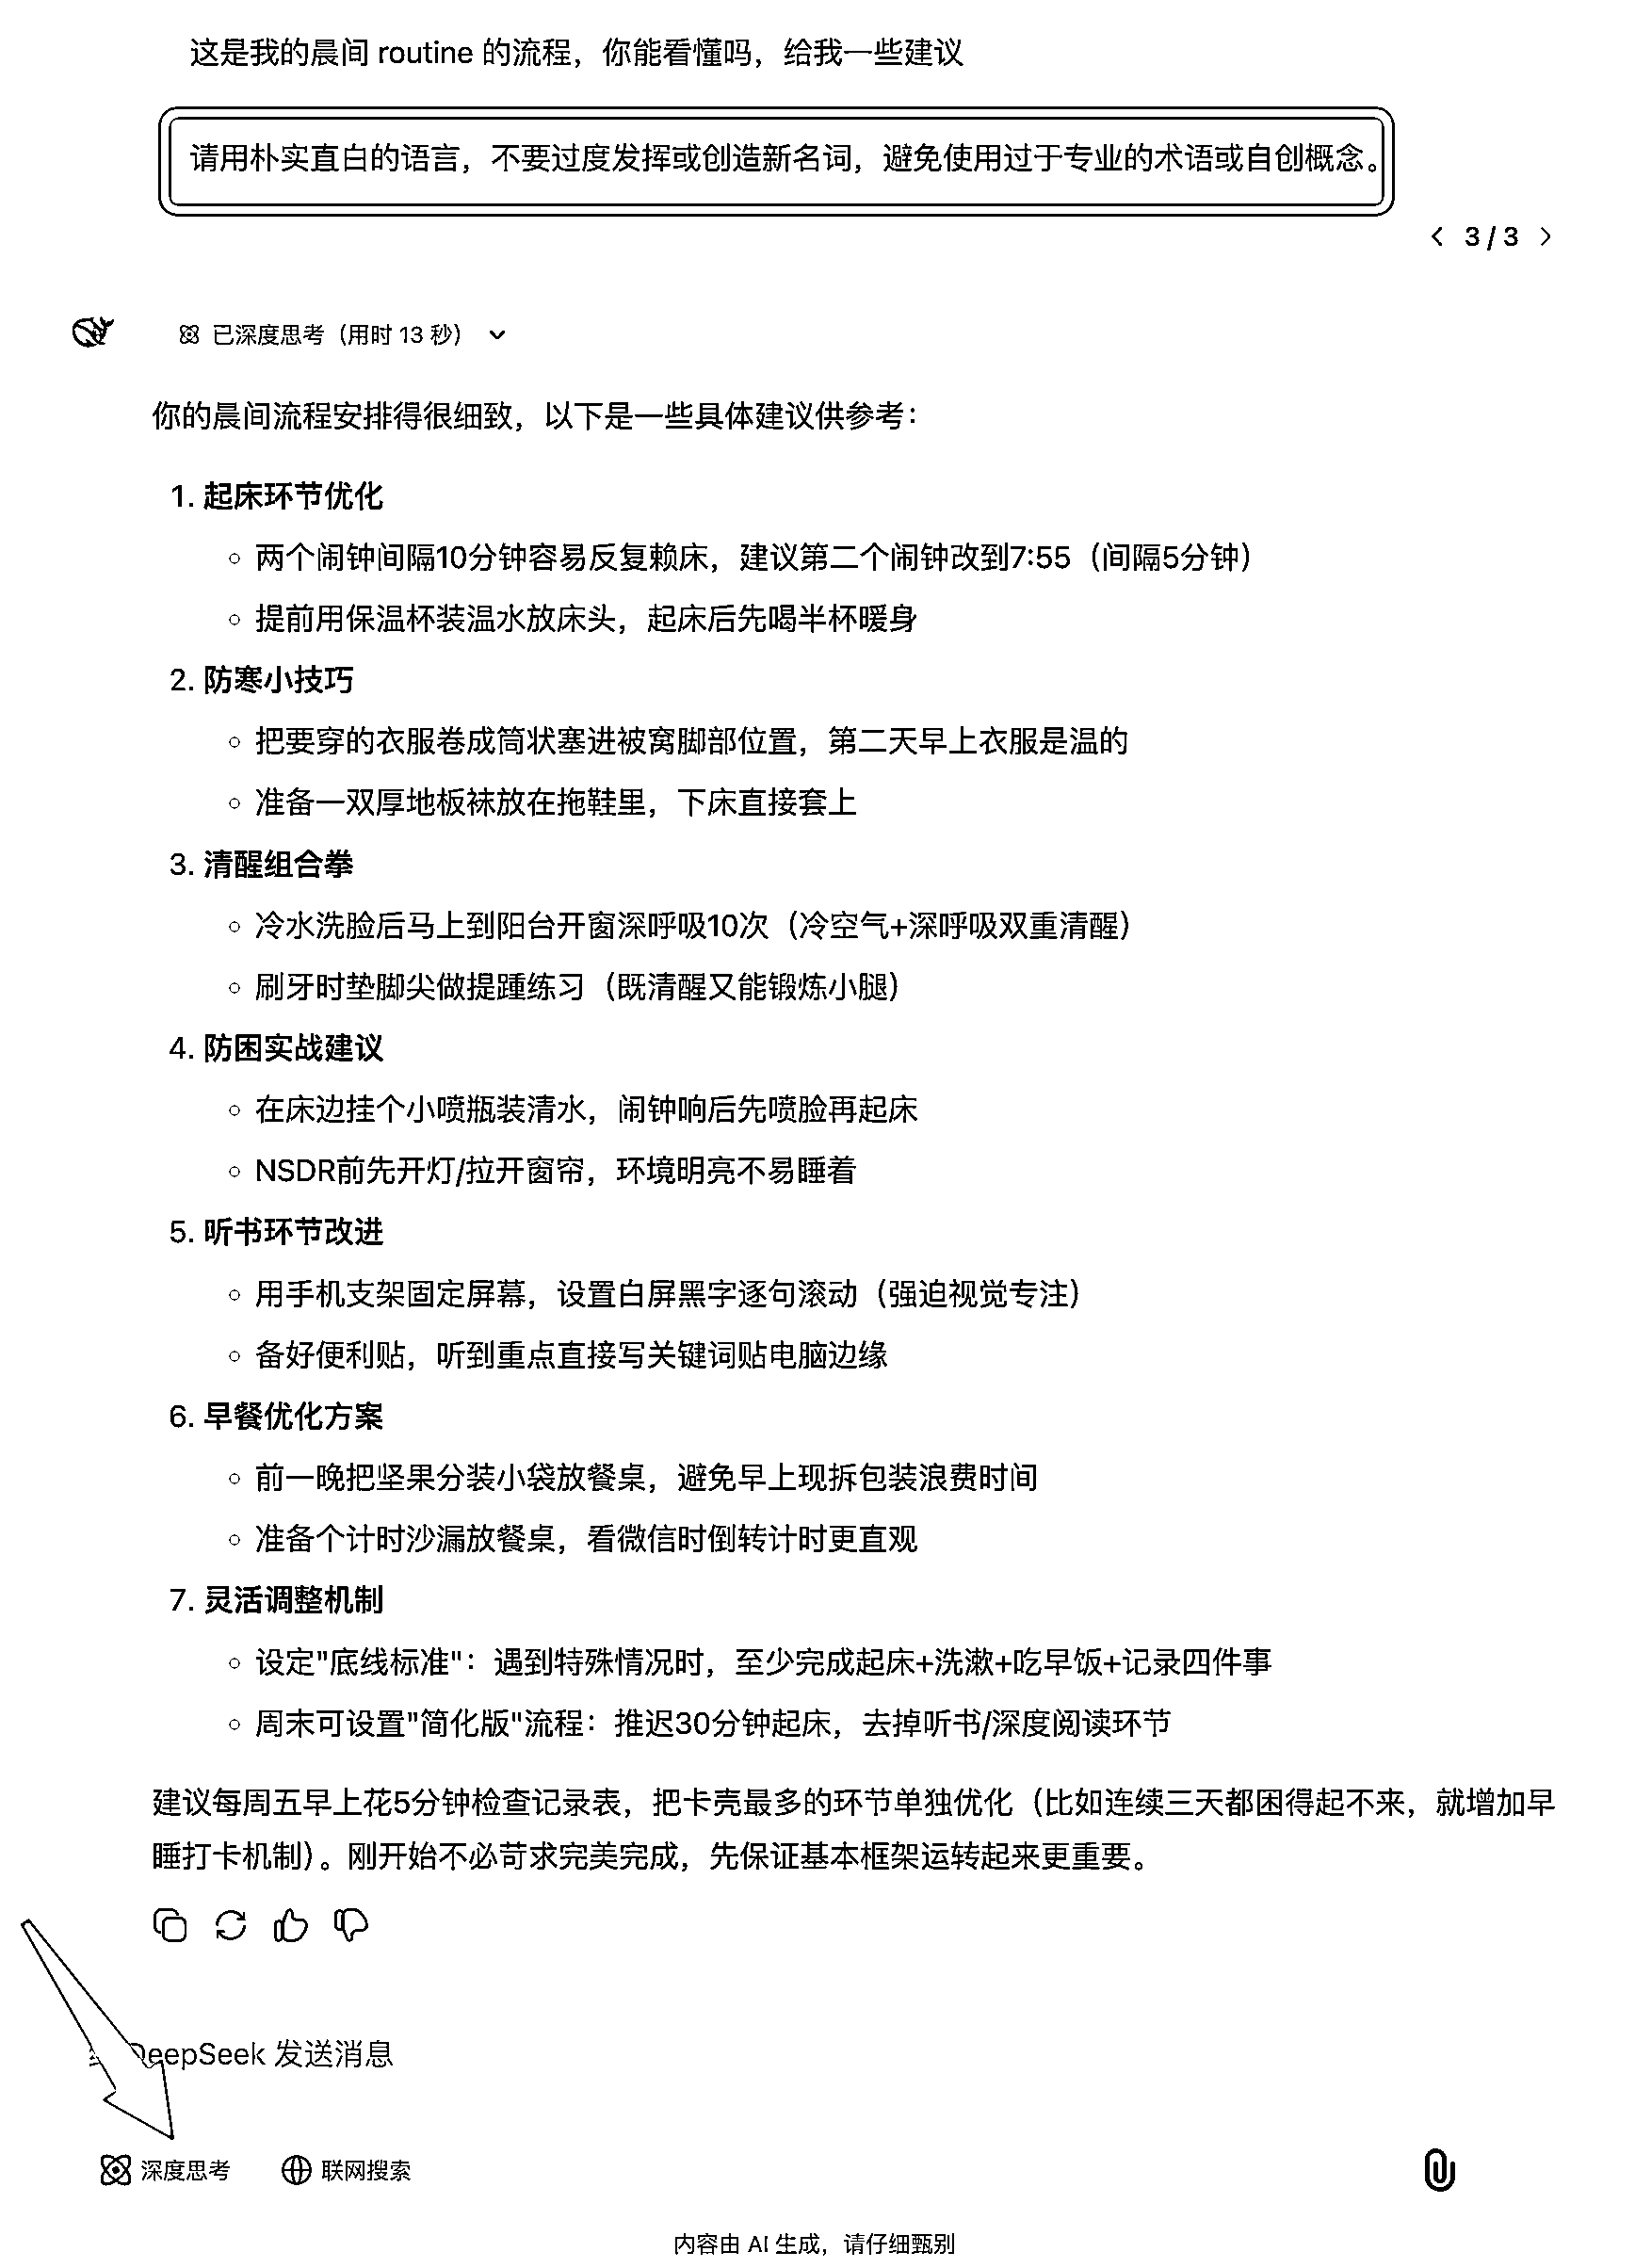 这是我的晨间 routine 的流程，你能看懂吗，给我一些建议
请用朴实直白的语言，不要过度发挥或创造新名词，避免使用过于专业的术语或自创概念。
3 / 3
已深度思考（用时 13 秒）
你的晨间流程安排得很细致，以下是一些具体建议供参考：
1. 起床环节优化
两个闹钟间隔10分钟容易反复赖床，建议第二个闹钟改到7:55（间隔5分钟）
提前用保温杯装温水放床头，起床后先喝半杯暖身
2. 防寒小技巧
把要穿的衣服卷成筒状塞进被窝脚部位置，第二天早上衣服是温的
准备一双厚地板袜放在拖鞋里，下床直接套上
3. 清醒组合拳
冷水洗脸后马上到阳台开窗深呼吸10次（冷空气+深呼吸双重清醒）
刷牙时垫脚尖做提踵练习（既清醒又能锻炼小腿）
4. 防困实战建议
在床边挂个小喷瓶装清水，闹钟响后先喷脸再起床
NSDR前先开灯/拉开窗帘，环境明亮不易睡着
5. 听书环节改进
用手机支架固定屏幕，设置白屏黑字逐句滚动（强迫视觉专注）
备好便利贴，听到重点直接写关键词贴电脑边缘
6. 早餐优化方案
前一晚把坚果分装小袋放餐桌，避免早上现拆包装浪费时间
准备个计时沙漏放餐桌，看微信时倒转计时更直观
7. 灵活调整机制
设定"底线标准"：遇到特殊情况时，至少完成起床+洗漱+吃早饭+记录四件事
周末可设置"简化版"流程：推迟30分钟起床，去掉听书/深度阅读环节
建议每周五早上花5分钟检查记录表，把卡壳最多的环节单独优化（比如连续三天都困得起不来，就增加早
睡打卡机制）。刚开始不必苛求完美完成，先保证基本框架运转起来更重要。
DeepSeek 发送消息
深度思考 联网搜索
内容由 AI 生成，请仔细甄别